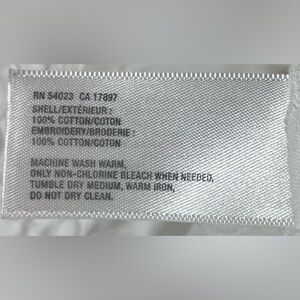 RN 54023 CA 17897
SHELL/EXTÉRIEUR :
100% COTTON/COTON
EMBROIDERY/BRODERIE :
100% COTTON/COTON
MACHINE WASH WARM,
ONLY NON-CHLORINE BLEACH WHEN NEEDED,
TUMBLE DRY MEDIUM, WARM IRON,
DO NOT DRY CLEAN.